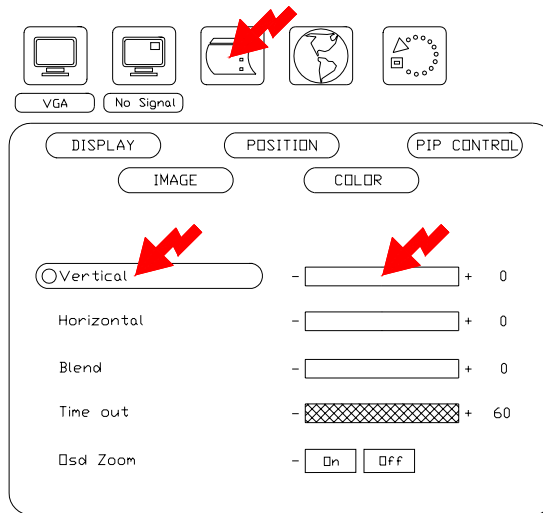 VGA No Signal
DISPLAY POSITION PIP CONTROL
IMAGE COLOR
Vertical - + 0
Horizontal - + 0
Blend - + 0
Time out - + 60
Osd Zoom - On Off